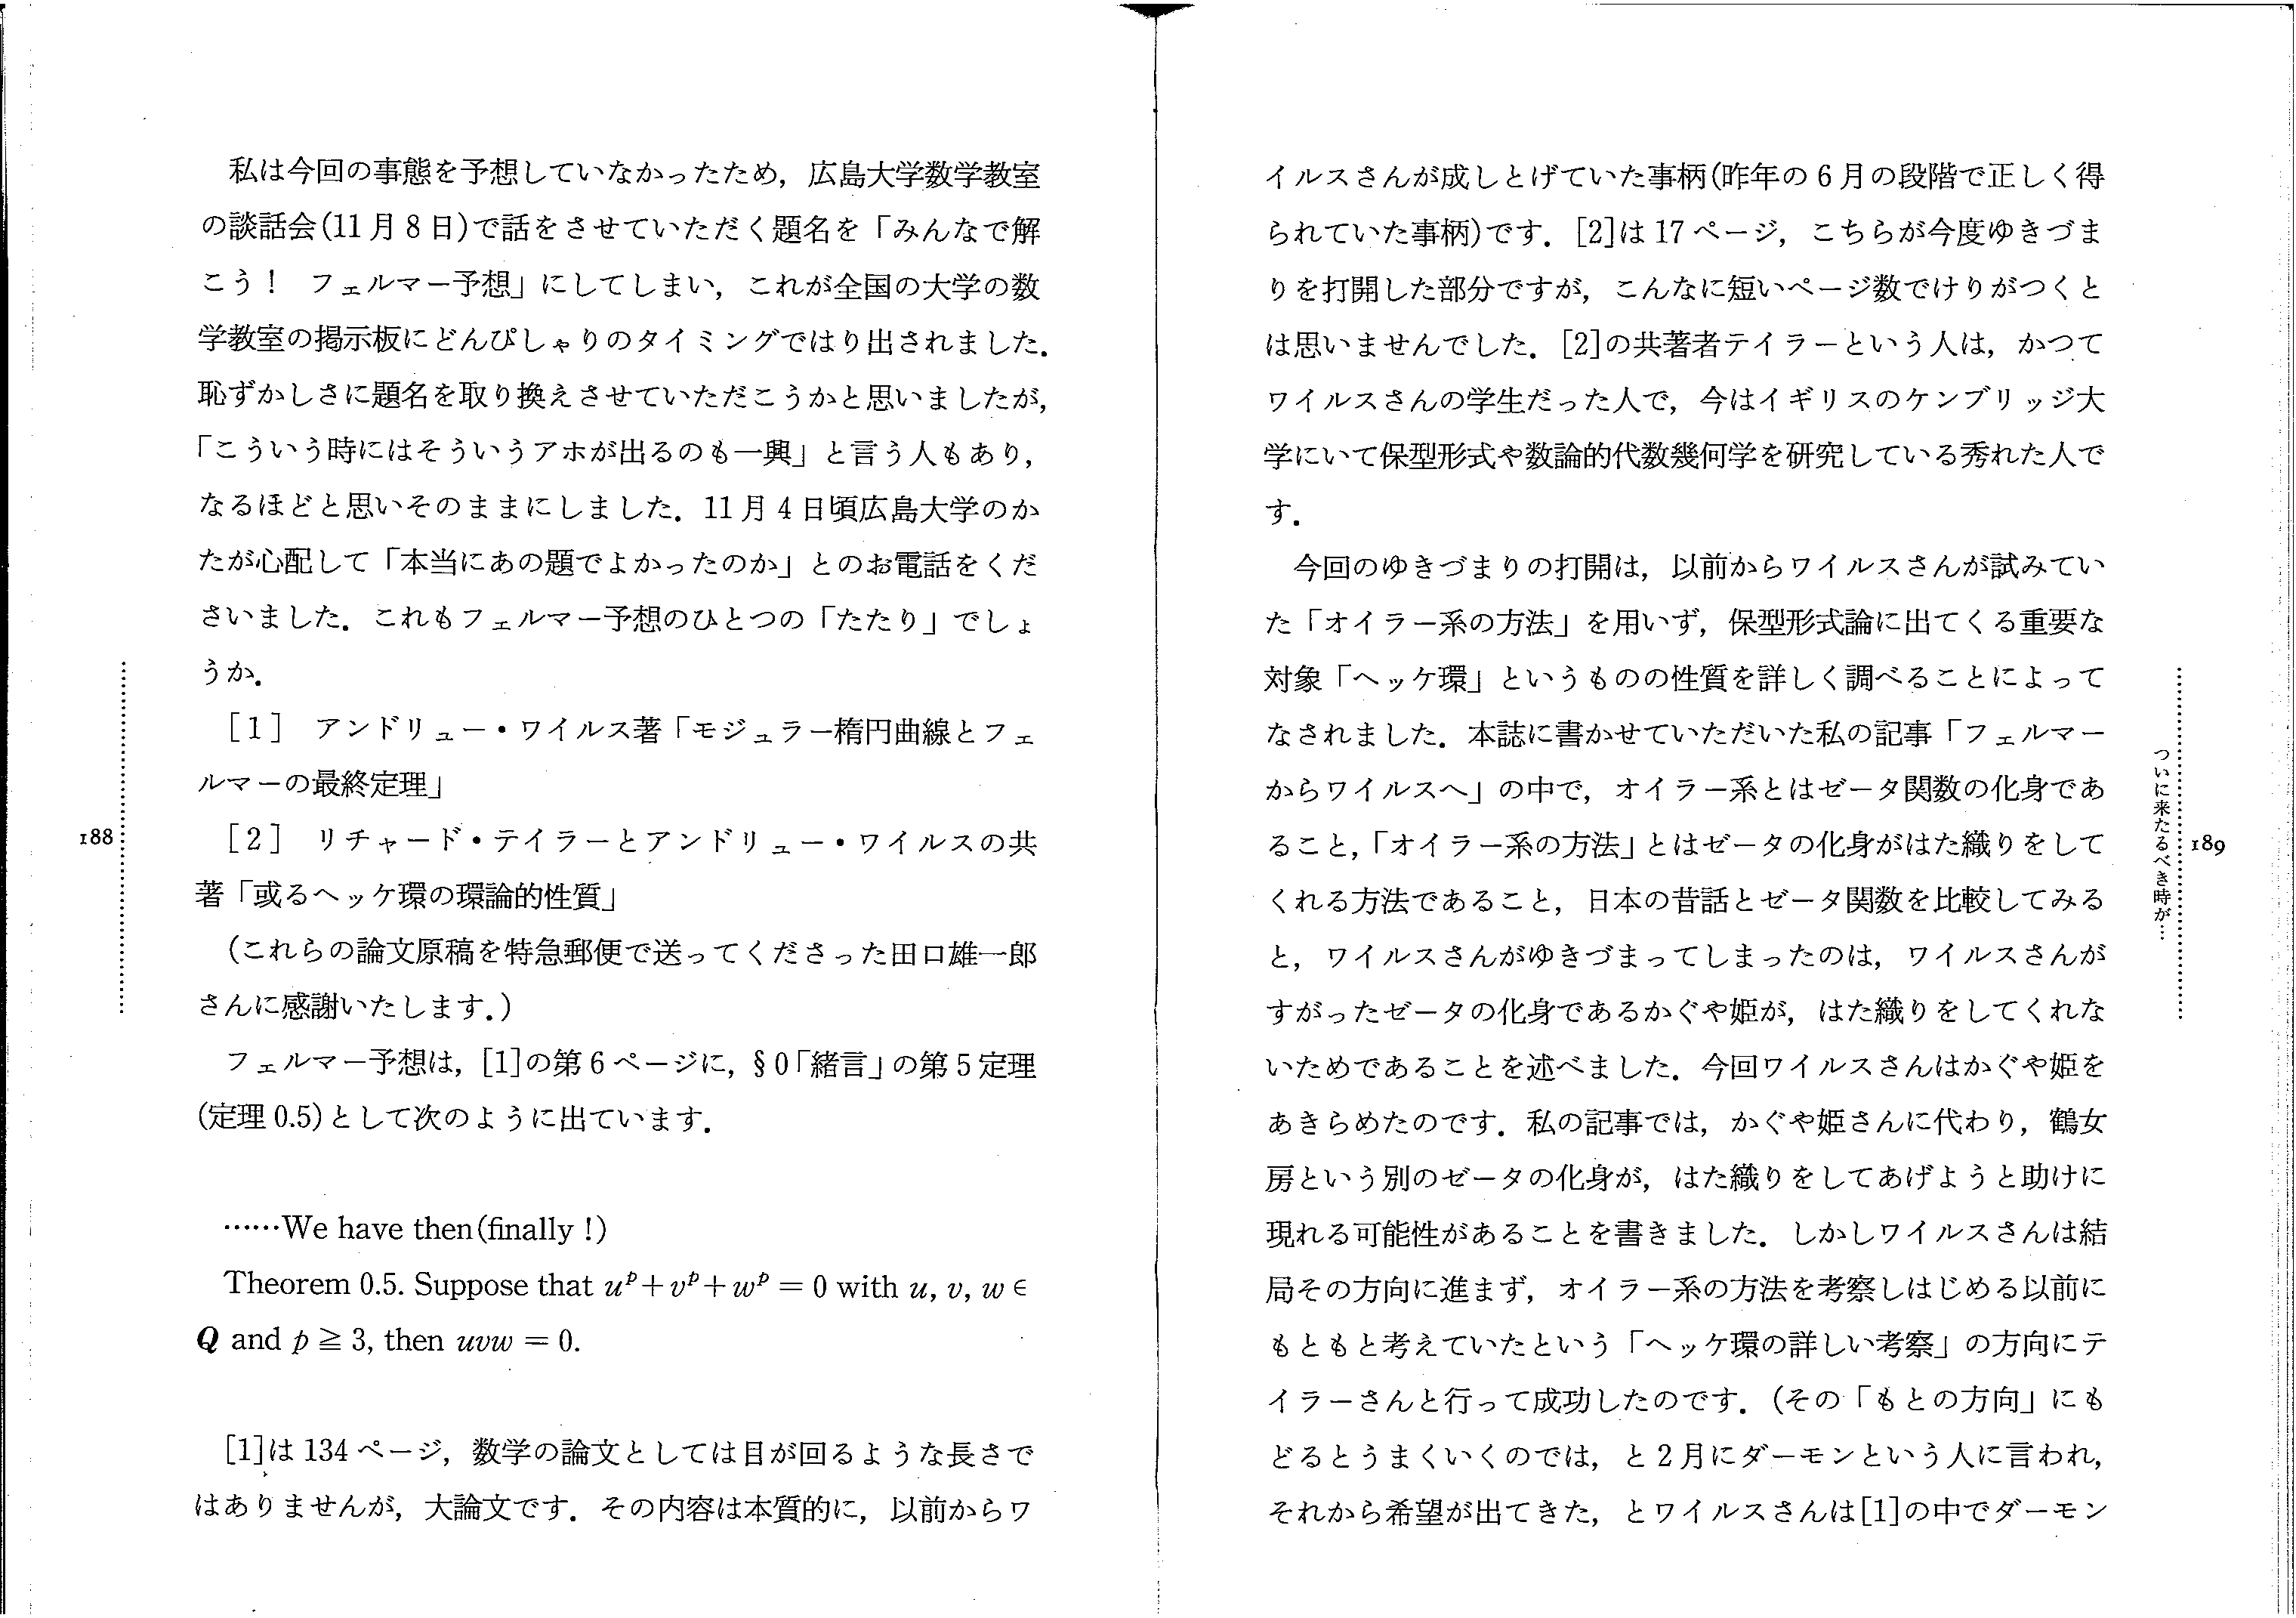 私は今回の事態を予想していなかったため，広島大学数学教室
の談話会(11月8日)で話をさせていただく題名を「みんなで解
こう！　フェルマー予想」にしてしまい，これが全国の大学の数
学教室の掲示板にどんぴしゃりのタイミングではり出されました．
恥ずかしさに題名を取り換えさせていただこうかと思いましたが，
「こういう時にはそういうアホが出るのも一興」と言う人もあり，
なるほどと思いそのままにしました．11月4日頃広島大学のか
たが心配して「本当にあの題でよかったのか」とのお電話をくだ
さいました．これもフェルマー予想のひとつの「たたり」でしょ
うか．
[1]　アンドリュー・ワイルス著「モジュラー楕円曲線とフェ
ルマーの最終定理」
[2]　リチャード・テイラーとアンドリュー・ワイルスの共
著「或るヘッケ環の環論的性質」
(これらの論文原稿を特急郵便で送ってくださった田口雄一郎
さんに感謝いたします．)
フェルマー予想は，[1]の第6ページに，§0「緒言」の第5定理
(定理0.5)として次のように出ています．
……We have then(finally !)
Theorem 0.5. Suppose that uᵖ+vᵖ+wᵖ = 0 with u, v, w ∈
Q and p ≧ 3, then uvw = 0.
[1]は134ページ，数学の論文としては目が回るような長さで
はありませんが，大論文です．その内容は本質的に，以前からワ
188
イルスさんが成しとげていた事柄(昨年の6月の段階で正しく得
られていた事柄)です．[2]は17ページ，こちらが今度ゆきづま
りを打開した部分ですが，こんなに短いページ数でけりがつくと
は思いませんでした．[2]の共著者テイラーという人は，かつて
ワイルスさんの学生だった人で，今はイギリスのケンブリッジ大
学にいて保型形式や数論的代数幾何学を研究している秀れた人で
す．
今回のゆきづまりの打開は，以前からワイルスさんが試みてい
た「オイラー系の方法」を用いず，保型形式論に出てくる重要な
対象「ヘッケ環」というものの性質を詳しく調べることによって
なされました．本誌に書かせていただいた私の記事「フェルマー
からワイルスへ」の中で，オイラー系とはゼータ関数の化身であ
ること，「オイラー系の方法」とはゼータの化身がはた織りをして
くれる方法であること，日本の昔話とゼータ関数を比較してみる
と，ワイルスさんがゆきづまってしまったのは，ワイルスさんが
すがったゼータの化身であるかぐや姫が，はた織りをしてくれな
いためであることを述べました．今回ワイルスさんはかぐや姫を
あきらめたのです．私の記事では，かぐや姫さんに代わり，鶴女
房という別のゼータの化身が，はた織りをしてあげようと助けに
現れる可能性があることを書きました．しかしワイルスさんは結
局その方向に進まず，オイラー系の方法を考察しはじめる以前に
もともと考えていたという「ヘッケ環の詳しい考察」の方向にテ
イラーさんと行って成功したのです．(その「もとの方向」にも
どるとうまくいくのでは，と2月にダーモンという人に言われ，
それから希望が出てきた，とワイルスさんは[1]の中でダーモン
ついに来たるべき時が…
189